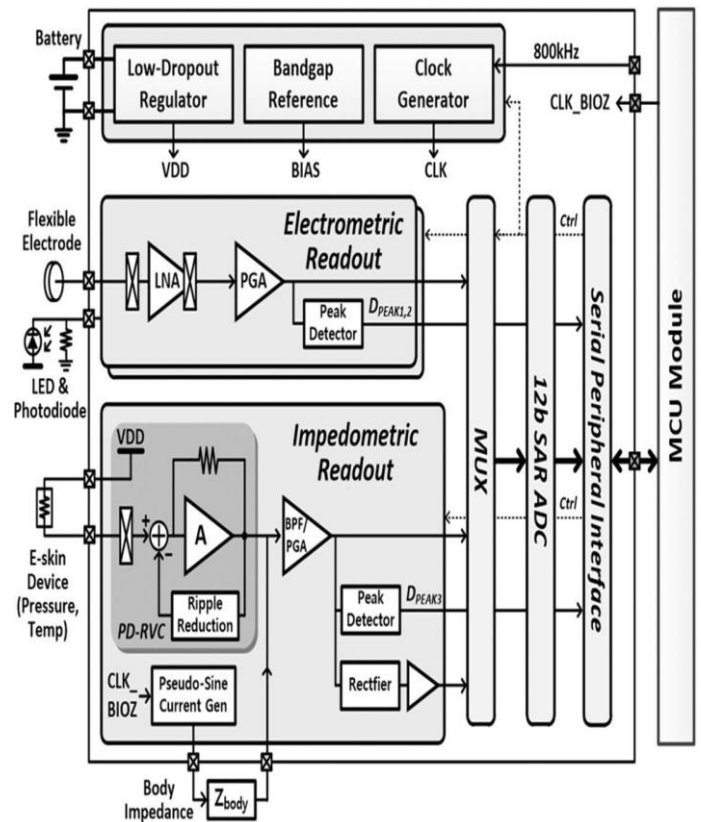 Battery
Low-Dropout
Regulator
Bandgap
Reference
Clock
Generator
800kHz
CLK_BIOZ
VDD
BIAS
CLK
Flexible
Electrode
Electrometric
Readout
LNA
PGA
Peak
Detector
DPEAK1,2
LED &
Photodiode
Ctrl
MUX
12b SAR ADC
Serial Peripheral Interface
MCU Module
Impedometric
Readout
VDD
+
-
A
BPF/
PGA
E-skin
Device
(Pressure,
Temp)
Ripple
Reduction
PD-RVC
Peak
Detector
DPEAK3
Ctrl
Rectfier
CLK_
BIOZ
Pseudo-Sine
Current Gen
Body
Impedance
Zbody